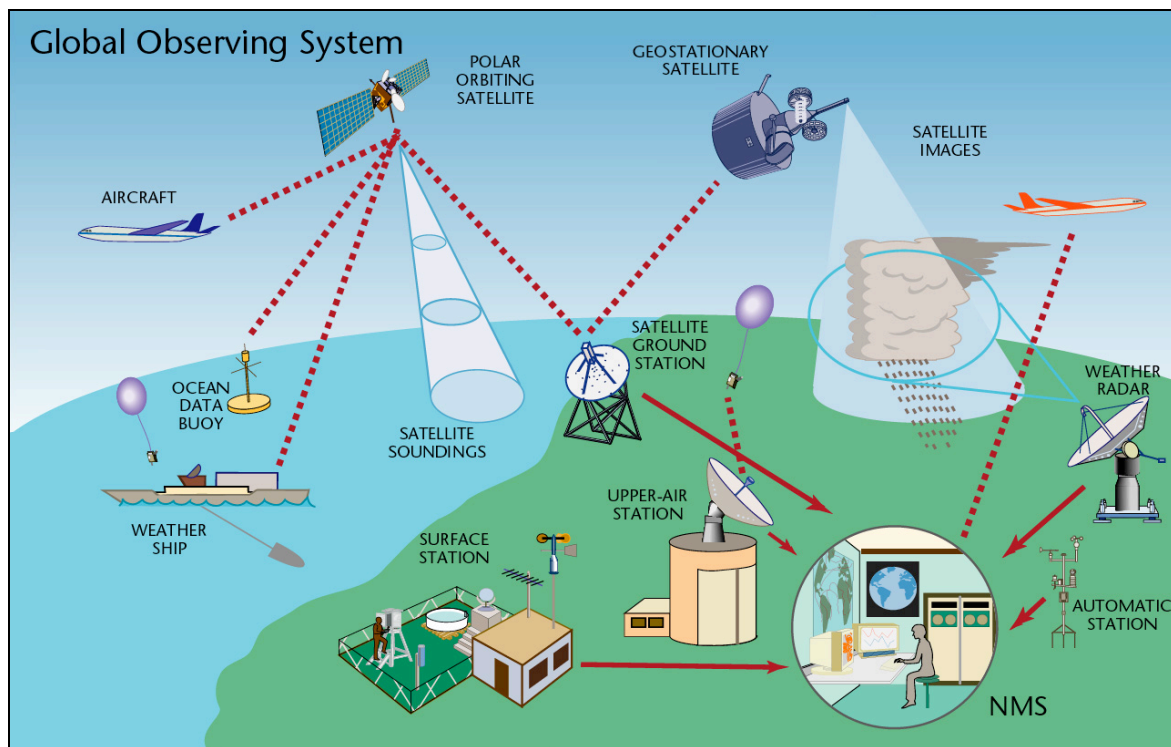 Global Observing System
POLAR
ORBITING
SATELLITE
GEOSTATIONARY
SATELLITE
SATELLITE
IMAGES
AIRCRAFT
OCEAN
DATA
BUOY
SATELLITE
SOUNDINGS
SATELLITE
GROUND
STATION
WEATHER
RADAR
WEATHER
SHIP
UPPER-AIR
STATION
SURFACE
STATION
AUTOMATIC
STATION
NMS